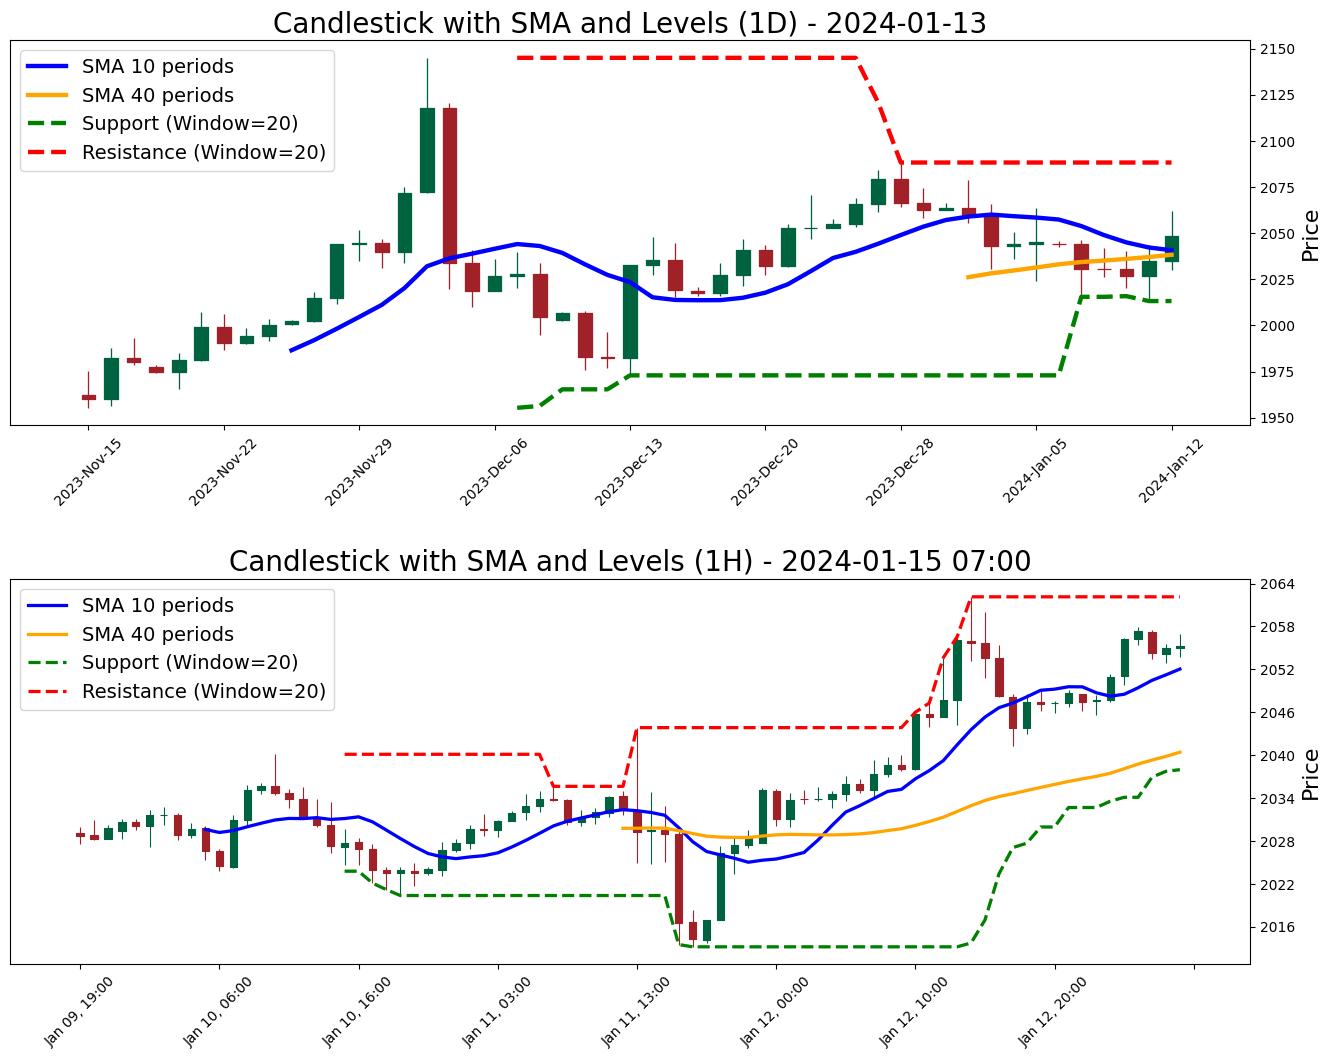 Candlestick with SMA and Levels (1D) - 2024-01-13
SMA 10 periods
SMA 40 periods
Support (Window=20)
Resistance (Window=20)
2150
2125
2100
2075
2050
2025
2000
1975
1950
Price
2023-Nov-15
2023-Nov-22
2023-Nov-29
2023-Dec-06
2023-Dec-13
2023-Dec-20
2023-Dec-28
2024-Jan-05
2024-Jan-12
Candlestick with SMA and Levels (1H) - 2024-01-15 07:00
SMA 10 periods
SMA 40 periods
Support (Window=20)
Resistance (Window=20)
2064
2058
2052
2046
2040
2034
2028
2022
2016
Price
Jan 09, 19:00
Jan 10, 06:00
Jan 10, 16:00
Jan 11, 03:00
Jan 11, 13:00
Jan 12, 00:00
Jan 12, 10:00
Jan 12, 20:00